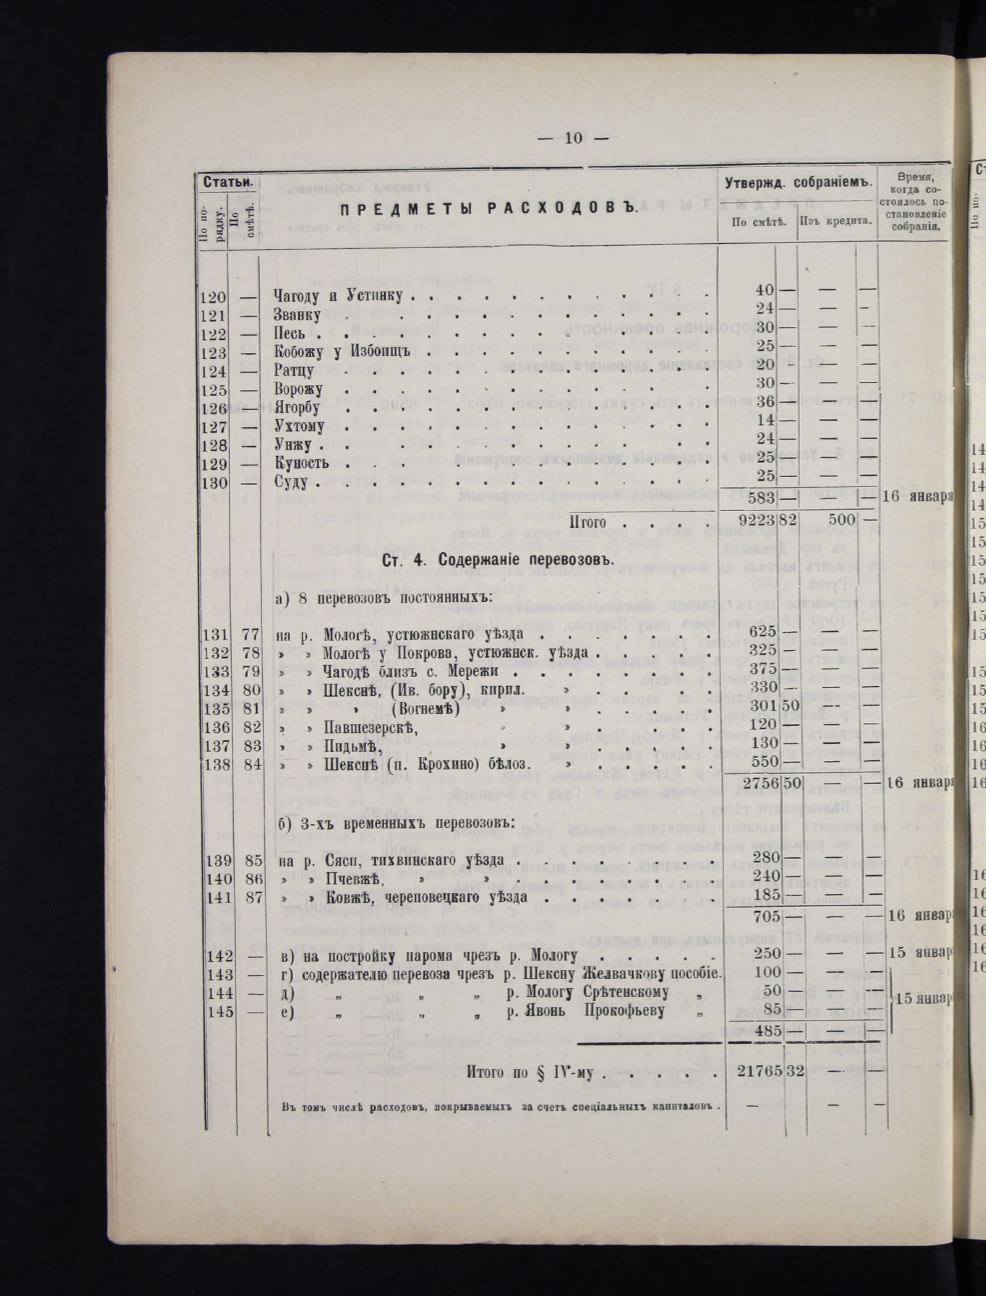 — 10 —
Статьи. ПРЕДМЕТЫ РАСХОДОВЪ. Утвержд. собраніемъ. Время, когда состоялось постановленіе собранія.
По порядку. По смѣтѣ. По смѣтѣ. Изъ кредита.
120 — Чагоду и Устинку . . . . . . . . . . 40 — — —
121 — Званку . . . . . . . . . . 24 — — —
122 — Песь . . . . . . . . . . 30 — — —
123 — Кобожу у Избоищъ . . . . . . . . . 25 — — —
124 — Ратцу . . . . . . . . . . 20 - — —
125 — Ворожу . . . . . . . . . . 30 — — —
126 — Ягорбу . . . . . . . . . . 36 — — —
127 — Ухтому . . . . . . . . . . 14 — — —
128 — Унжу . . . . . . . . . . 24 — — —
129 — Куность . . . . . . . . . . 25 — — —
130 — Суду . . . . . . . . . . 25 — — —
583 — — — 16 января
Итого . . . . 9223 82 500 —
Ст. 4. Содержаніе перевозовъ.
а) 8 перевозовъ постоянныхъ:
131 77 на р. Мологѣ, устюжнскаго уѣзда . . . . . . . 625 — — —
132 78 » » Мологѣ у Покрова, устюжнск. уѣзда . . . . . 325 — — —
133 79 » » Чагодѣ близъ с. Мережи . . . . . . . . 375 — — —
134 80 » » Шекснѣ, (Ив. бору), кирил. » . . . . 330 — — —
135 81 » » » (Вогнемѣ) » » . . . . . 301 50 — —
136 82 » » Павшезерскѣ, » » . . . . . 120 — — —
137 83 » » Пидьмѣ, » » . . . . . 130 — — —
138 84 » » Шекснѣ (п. Крохино) бѣлоз. » . . . . . 550 — — —
2756 50 — — 16 января
б) 3-хъ временныхъ перевозовъ:
139 85 на р. Сяси, тихвинскаго уѣзда . . . . . . . . 280 — — —
140 86 » » Пчевжѣ, » » . . . . . . . . 240 — — —
141 87 » » Ковжѣ, череповецкаго уѣзда . . . . . . 185 — — —
705 — — — 16 январ
142 — в) на постройку парома чрезъ р. Мологу . . . . . 250 — — — 15 январ
143 — г) содержателю перевоза чрезъ р. Шексну Желвачкову пособіе. 100 — — —
144 — д) „ „ „ р. Мологу Срѣтенскому „ 50 — — — 15 январ
145 — е) „ „ „ р. Явонь Прокофьеву „ 85 — — —
485 — — —
Итого по § IV-му . . . . . 21765 32 — —
Въ томъ числѣ расходовъ, покрываемыхъ за счетъ спеціальныхъ капиталовъ . — — —